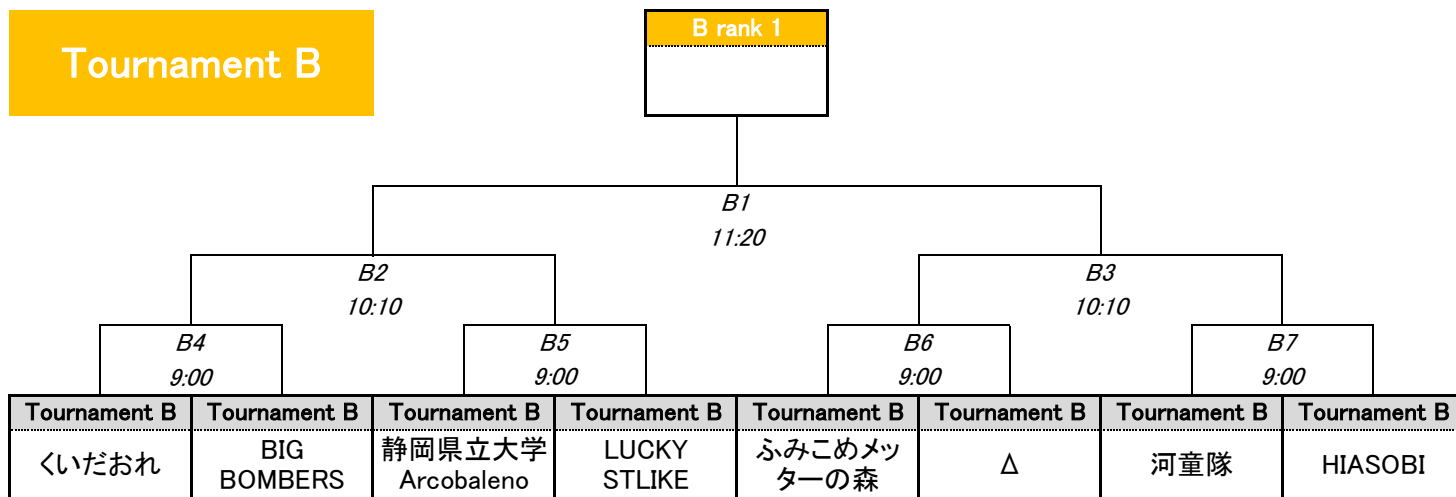 Tournament B
B rank 1
B1
11:20
B2
10:10
B3
10:10
B4
9:00
B5
9:00
B6
9:00
B7
9:00
Tournament B
Tournament B
Tournament B
Tournament B
Tournament B
Tournament B
Tournament B
Tournament B
くいだおれ
BIG
BOMBERS
静岡県立大学
Arcobaleno
LUCKY
STLIKE
ふみこめメッ
ターの森
Δ
河童隊
HIASOBI